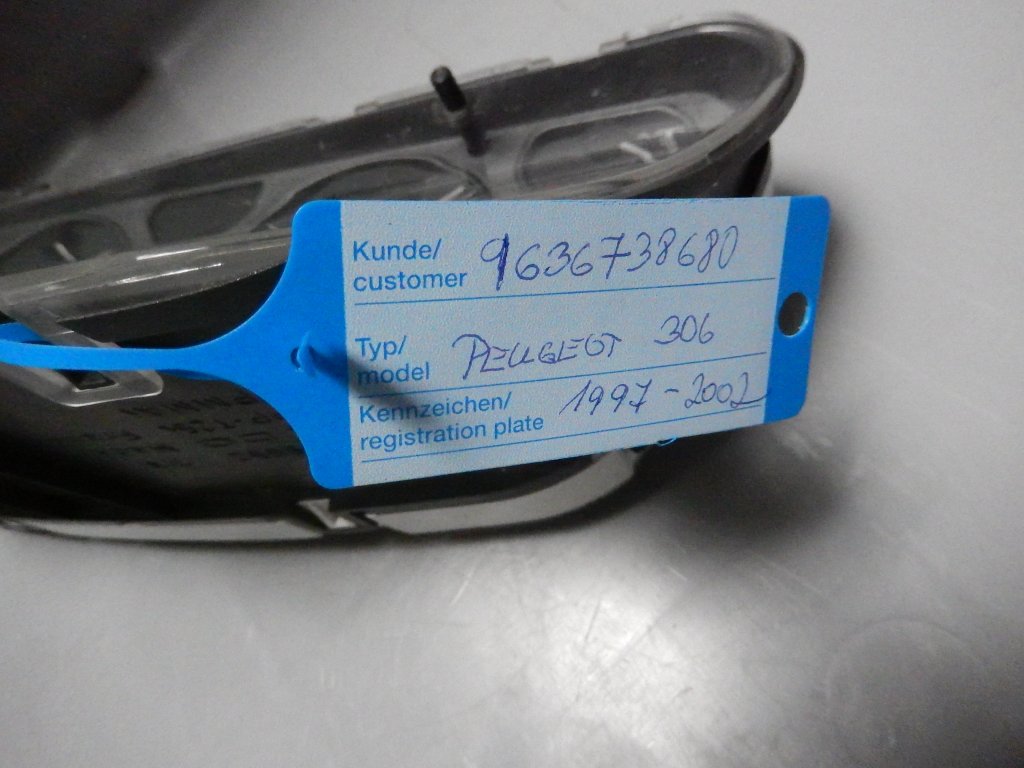 Kunde/
customer 9636738680
Typ/
model PEUGEOT 306
Kennzeichen/
registration plate 1997-2002